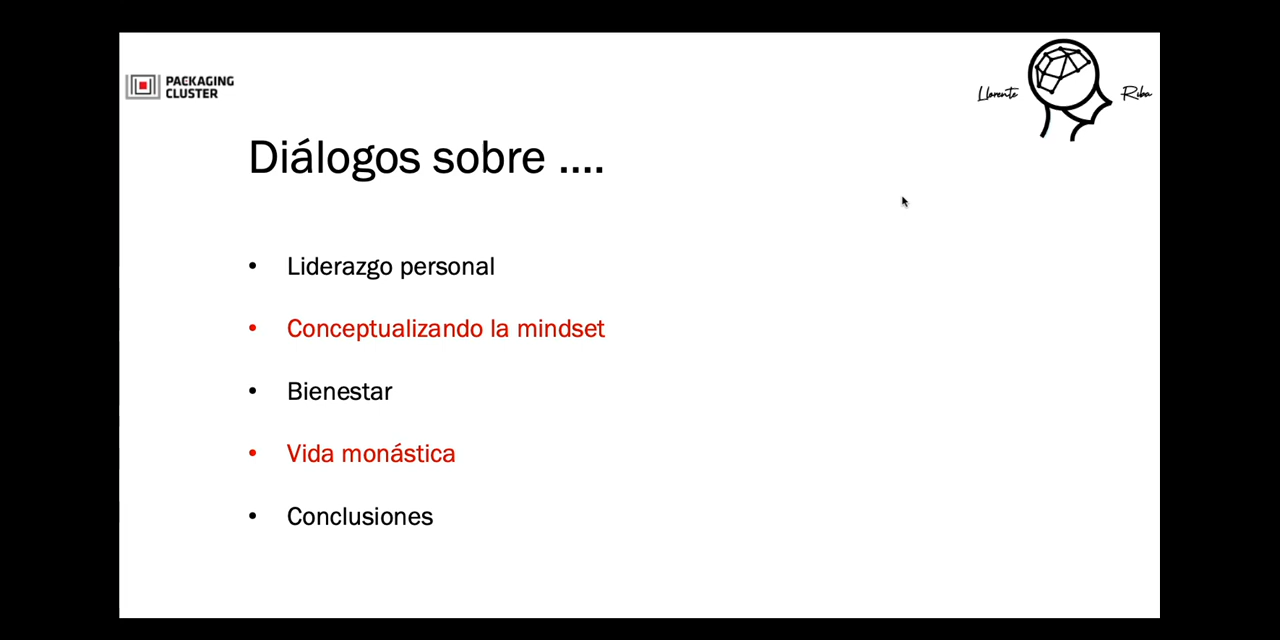 PACKAGING
CLUSTER
Llorente
Riba
Diálogos sobre ....
• Liderazgo personal
• Conceptualizando la mindset
• Bienestar
• Vida monástica
• Conclusiones